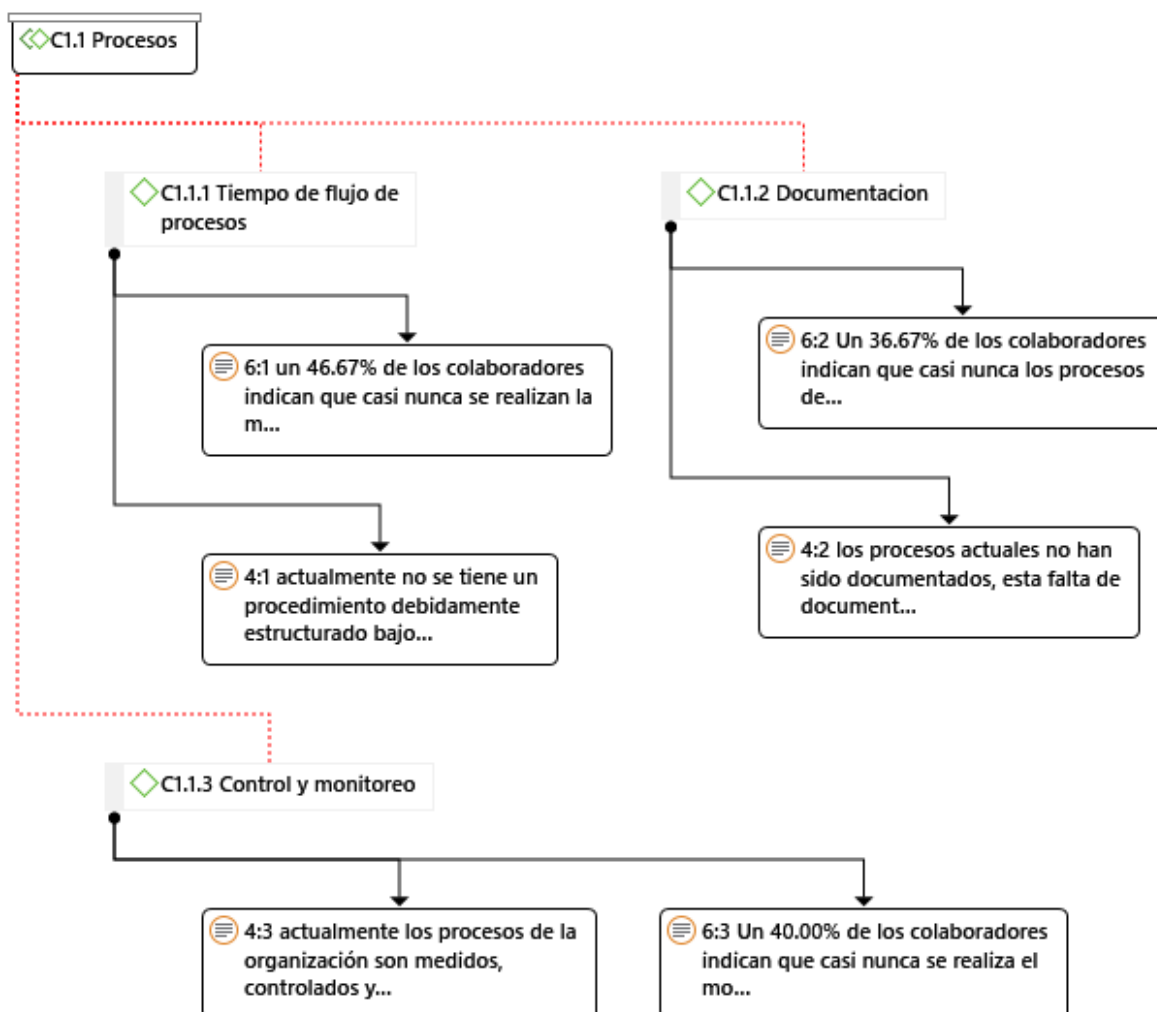 C1.1 Procesos
C1.1.1 Tiempo de flujo de
procesos
C1.1.2 Documentacion
6:1 un 46.67% de los colaboradores
indican que casi nunca se realizan la
m...
6:2 Un 36.67% de los colaboradores
indican que casi nunca los procesos
de...
4:1 actualmente no se tiene un
procedimiento debidamente
estructurado bajo...
4:2 los procesos actuales no han
sido documentados, esta falta de
document...
C1.1.3 Control y monitoreo
4:3 actualmente los procesos de la
organización son medidos,
controlados y...
6:3 Un 40.00% de los colaboradores
indican que casi nunca se realiza el
mo...